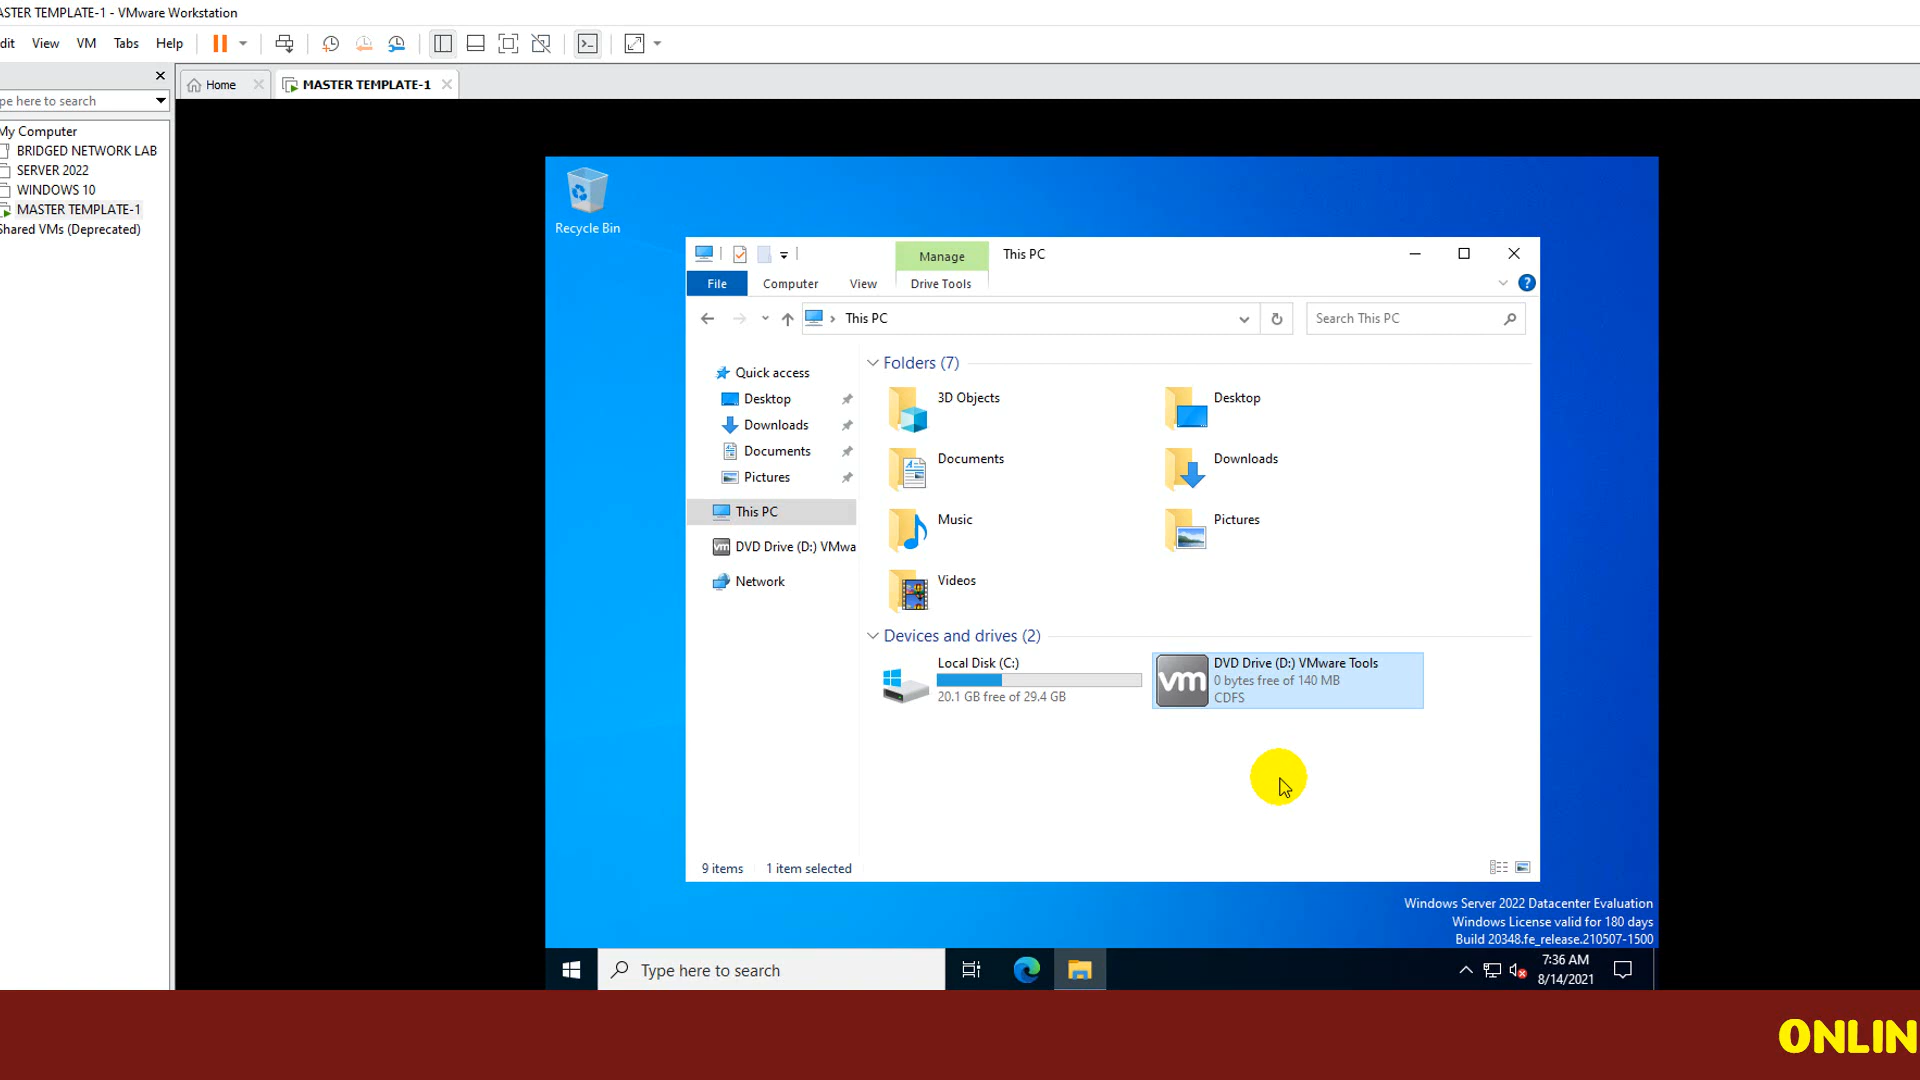 ASTER TEMPLATE-1 - VMware Workstation
dit View VM Tabs Help
pe here to search
Home MASTER TEMPLATE-1
My Computer
BRIDGED NETWORK LAB
SERVER 2022
WINDOWS 10
MASTER TEMPLATE-1
Shared VMs (Deprecated)
Recycle Bin
Manage This PC
File Computer View Drive Tools
This PC
Search This PC
Quick access
Desktop
Downloads
Documents
Pictures
This PC
DVD Drive (D:) VMwa
Network
Folders (7)
3D Objects
Desktop
Documents
Downloads
Music
Pictures
Videos
Devices and drives (2)
Local Disk (C:)
20.1 GB free of 29.4 GB
vm
DVD Drive (D:) VMware Tools
0 bytes free of 140 MB
CDFS
9 items 1 item selected
Windows Server 2022 Datacenter Evaluation
Windows License valid for 180 days
Build 20348.fe_release.210507-1500
Type here to search
7:36 AM
8/14/2021
ONLIN